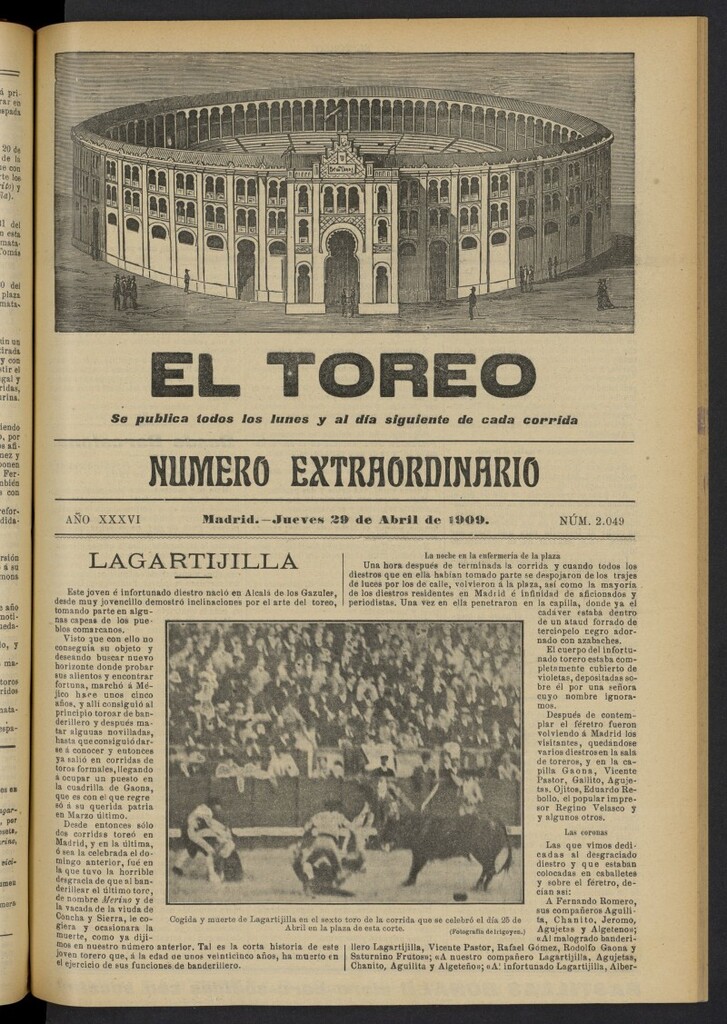 EL TOREO
Se publica todos los lunes y al día siguiente de cada corrida
NUMERO EXTRAORDINARIO
AÑO XXXVI Madrid.—Jueves 29 de Abril de 1909. NÚM. 2.049
LAGARTIJILLA
Este joven é infortunado diestro nació en Alcalá de los Gazules,
desde muy jovencillo demostró inclinaciones por el arte del toreo,
tomando parte en algu-
nas capeas de los pue-
blos comarcanos.
Visto que con ello no
conseguía su objeto y
deseando buscar nuevo
horizonte donde probar
sus alientos y encontrar
fortuna, marchó á Mé-
jico hace unos cinco
años, y allí consiguió al
principio torear de ban-
derillero y después ma-
tar algunas novilladas,
hasta que consiguió dar-
se á conocer y entonces
ya salió en corridas de
toros formales, llegando
á ocupar un puesto en
la cuadrilla de Gaona,
que es con el que regre
só á su querida patria
en Marzo último.
Desde entonces sólo
dos corridas toreó en
Madrid, y en la última,
ó sea la celebrada el do-
mingo anterior, fué en
la que tuvo la horrible
desgracia de que al ban-
derillear el último toro,
de nombre Merino y de
la vacada de la viuda de
Concha y Sierra, le co-
giera y ocasionara la
muerte, como ya diji-
mos en nuestro número anterior. Tal es la corta historia de este
joven torero que, á la edad de unos veinticinco años, ha muerto en
el ejercicio de sus funciones de banderillero.
Cogida y muerte de Lagartijilla en el sexto toro de la corrida que se celebró el día 25 de
Abril en la plaza de esta corte.
(Fotografía de Irigoyen.)
La noche en la enfermería de la plaza
Una hora después de terminada la corrida y cuando todos los
diestros que en ella habían tomado parte se despojaron de los trajes
de luces por los de calle, volvieron á la plaza, así como la mayoría
de los diestros residentes en Madrid é infinidad de aficionados y
periodistas. Una vez en ella penetraron en la capilla, donde ya el
cadáver estaba dentro
de un ataud forrado de
terciopelo negro ador-
nado con azabaches.
El cuerpo del infortu-
nado torero estaba com-
pletamente cubierto de
violetas, depositadas so-
bre él por una señora
cuyo nombre ignora-
mos.
Después de contem-
plar el féretro fueron
volviendo á Madrid los
visitantes, quedándose
varios diestros en la sala
de toreros, y en la ca-
pilla Gaona, Vicente
Pastor, Gallito, Aguje-
tas, Ojitos, Eduardo Re-
bollo, el popular impre-
sor Regino Velasco y
y algunos otros.
Las coronas
Las que vimos dedi-
cadas al desgraciado
diestro y que estaban
colocadas en caballetes
y sobre el féretro, de-
cían así:
A Fernando Romero,
sus compañeros Aguili-
ta, Chanito, Jeromo,
Agujetas y Algeteños;
«Al malogrado banderi-
llero Lagartijilla, Vicente Pastor, Rafael Gómez, Rodolfo Gaona y
Saturnino Frutos»; «A nuestro compañero Lagartijilla, Agujetas,
Chanito, Aguilita y Algeteños»; «A! infortunado Lagartijilla, Alber-